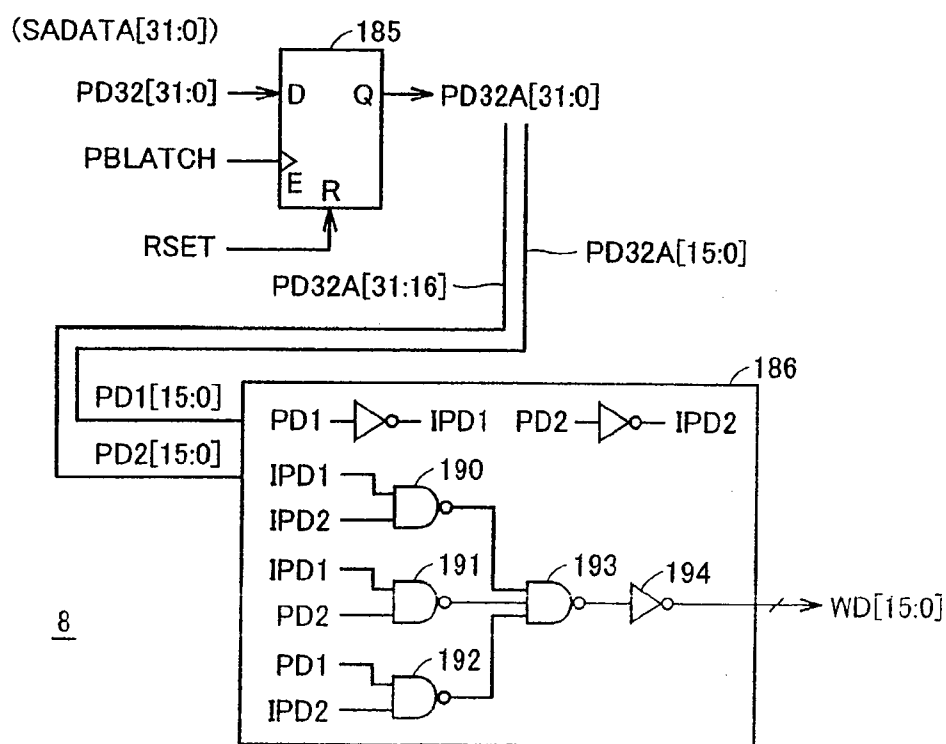 (SADATA[31:0])
185
PD32[31:0]
D
Q
PD32A[31:0]
PBLATCH
E
R
RSET
PD32A[15:0]
PD32A[31:16]
186
PD1[15:0]
PD1
IPD1
PD2
IPD2
PD2[15:0]
IPD1
190
IPD2
IPD1
191
193
194
PD2
WD[15:0]
8
PD1
192
IPD2